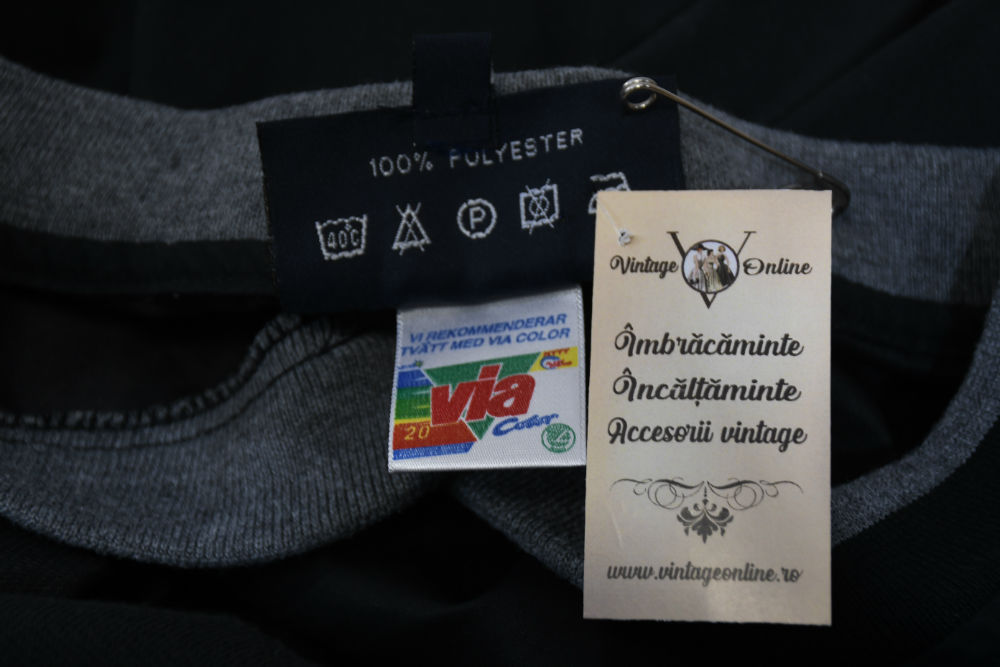 100% POLYESTER
40°C
P
VI REKOMMENDERAR
TVÄTT MED VIA COLOR
via
Color
20
Vintage Online
Îmbrăcăminte
Încălțăminte
Accesorii vintage
www.vintageonline.ro